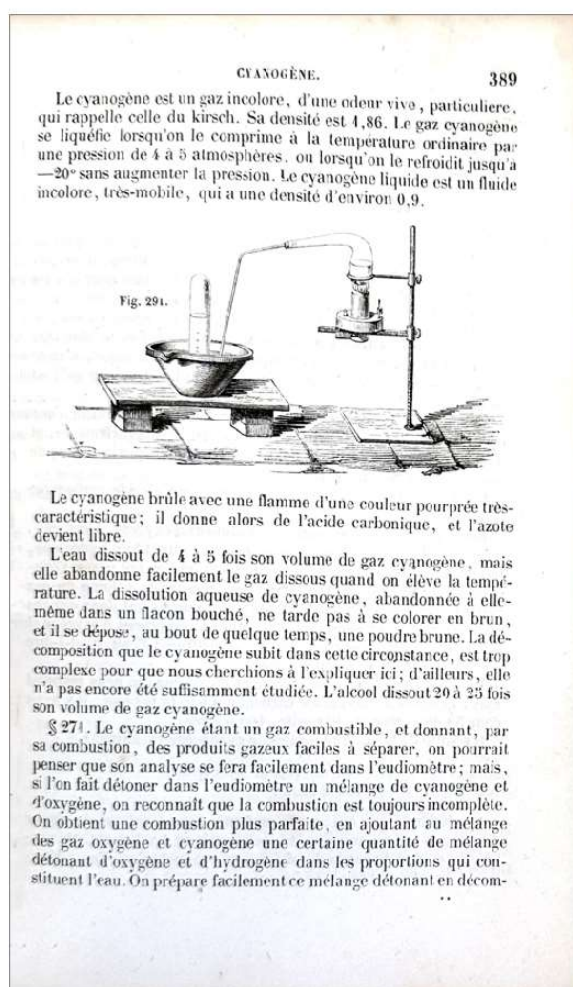 CYANOGÈNE.
389
Le cyanogène est un gaz incolore, d'une odeur vive, particulière,
qui rappelle celle du kirsch. Sa densité est 1,86. Le gaz cyanogène
se liquéfie lorsqu'on le comprime à la température ordinaire par
une pression de 4 à 5 atmosphères, ou lorsqu'on le refroidit jusqu'à
—20° sans augmenter la pression. Le cyanogène liquide est un fluide
incolore, très-mobile, qui a une densité d'environ 0,9.
Fig. 291.
Le cyanogène brûle avec une flamme d'une couleur pourprée très-
caractéristique; il donne alors de l'acide carbonique, et l'azote
devient libre.
L'eau dissout de 4 à 5 fois son volume de gaz cyanogène, mais
elle abandonne facilement le gaz dissous quand on élève la tempé-
rature. La dissolution aqueuse de cyanogène, abandonnée à elle-
même dans un flacon bouché, ne tarde pas à se colorer en brun,
et il se dépose, au bout de quelque temps, une poudre brune. La dé-
composition que le cyanogène subit dans cette circonstance, est trop
complexe pour que nous cherchions à l'expliquer ici; d'ailleurs, elle
n'a pas encore été suffisamment étudiée. L'alcool dissout 20 à 25 fois
son volume de gaz cyanogène.
§ 271. Le cyanogène étant un gaz combustible, et donnant, par
sa combustion, des produits gazeux faciles à séparer, on pourrait
penser que son analyse se fera facilement dans l'eudiomètre; mais,
si l'on fait détoner dans l'eudiomètre un mélange de cyanogène et
d'oxygène, on reconnaît que la combustion est toujours incomplète.
On obtient une combustion plus parfaite, en ajoutant au mélange
des gaz oxygène et cyanogène une certaine quantité de mélange
détonant d'oxygène et d'hydrogène dans les proportions qui con-
stituent l'eau. On prépare facilement ce mélange détonant en décom-